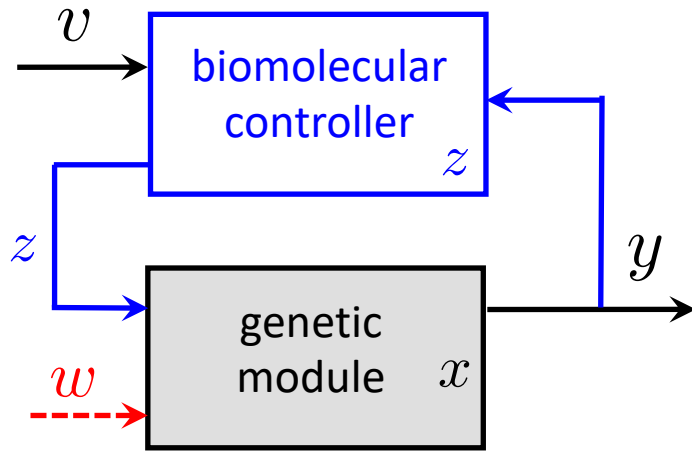 v
biomolecular
controller
z
z
y
genetic
module
x
w